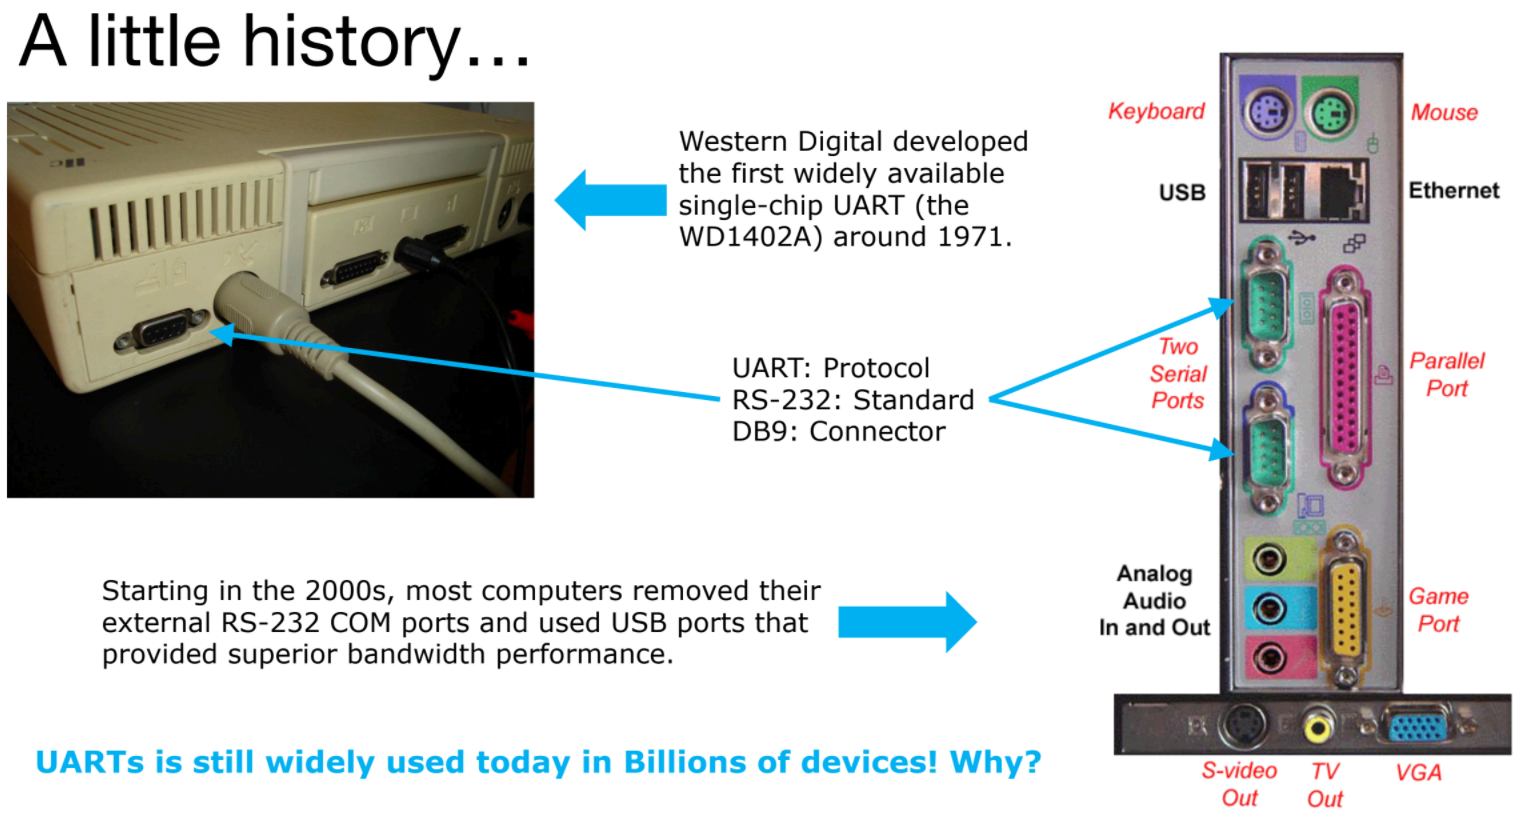 A little history...
Western Digital developed
the first widely available
single-chip UART (the
WD1402A) around 1971.
UART: Protocol
RS-232: Standard
DB9: Connector
Starting in the 2000s, most computers removed their
external RS-232 COM ports and used USB ports that
provided superior bandwidth performance.
UARTs is still widely used today in Billions of devices! Why?
Keyboard
Mouse
USB
Ethernet
Two
Serial
Ports
Parallel
Port
Analog
Audio
In and Out
Game
Port
S-video
Out
TV
Out
VGA